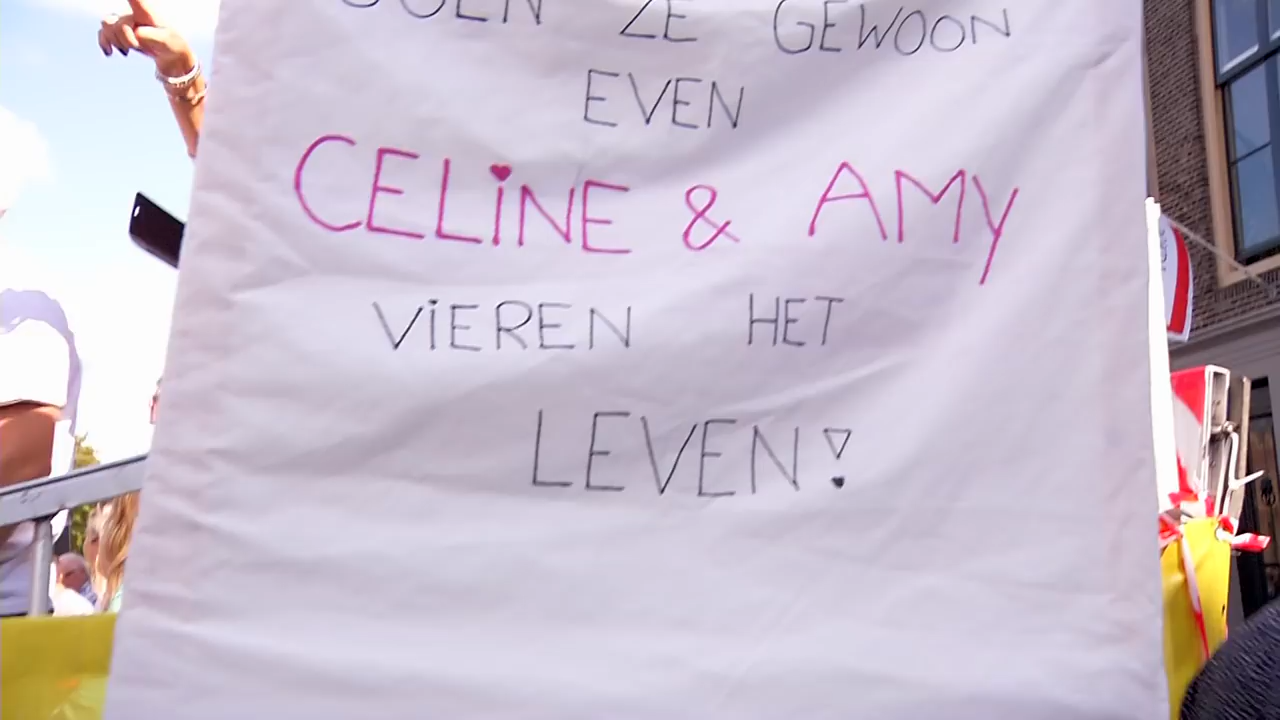 ZE GEWOON
EVEN
CELiNE & AMY
ViEREN HET
LEVEN!